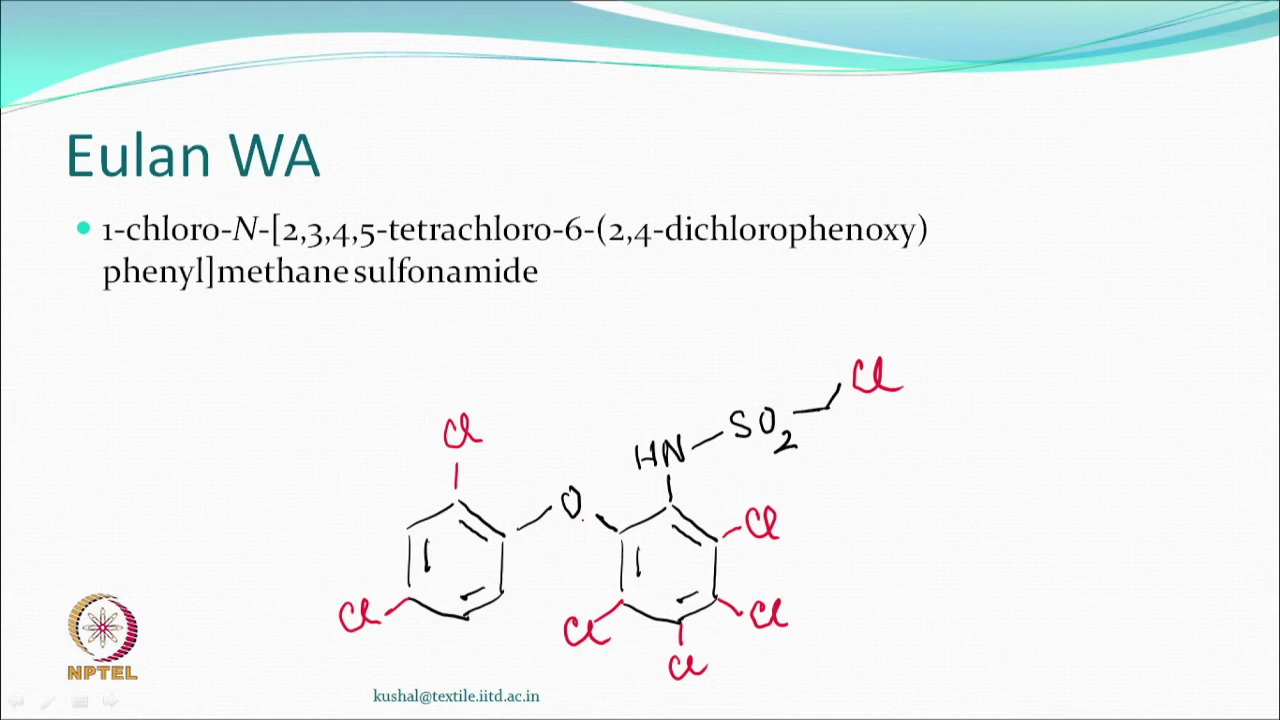 Eulan WA
1-chloro-N-[2,3,4,5-tetrachloro-6-(2,4-dichlorophenoxy)
phenyl]methane sulfonamide
Cl
Cl
HN
SO2
O
Cl
Cl
Cl
Cl
Cl
NPTEL
kushal@textile.iitd.ac.in